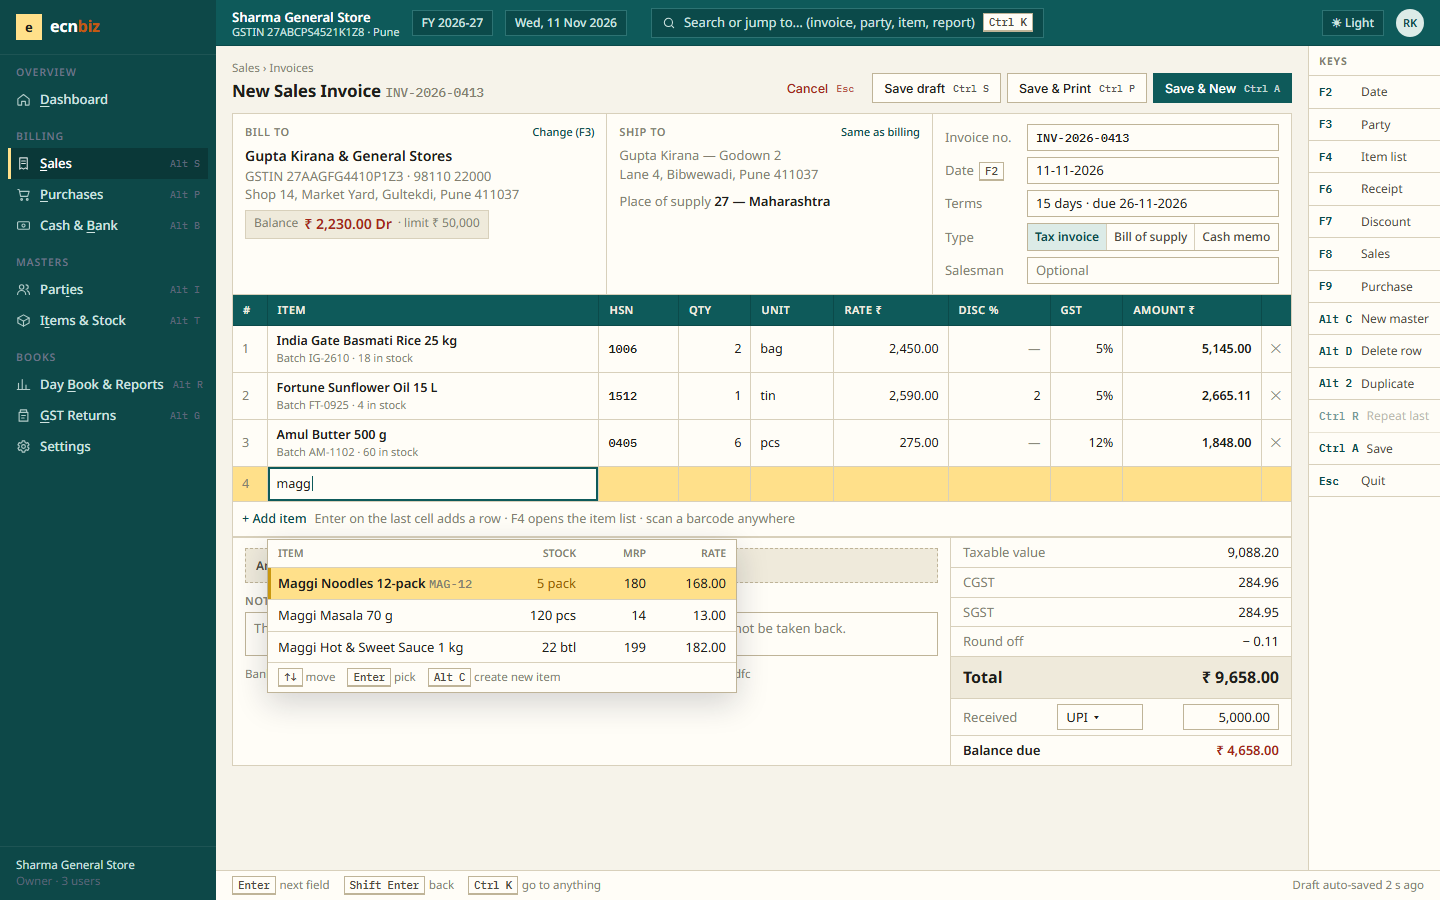 e ecnbiz
Sharma General Store
GSTIN 27ABCPS4521K1Z8 · Pune
FY 2026-27
Wed, 11 Nov 2026
Search or jump to... (invoice, party, item, report) Ctrl K
☀ Light
RK
OVERVIEW
Dashboard
BILLING
Sales Alt S
Purchases Alt P
Cash & Bank Alt B
MASTERS
Parties Alt I
Items & Stock Alt T
BOOKS
Day Book & Reports Alt R
GST Returns Alt G
Settings
Sharma General Store
Owner · 3 users
Sales › Invoices
New Sales Invoice INV-2026-0413
Cancel Esc
Save draft Ctrl S
Save & Print Ctrl P
Save & New Ctrl A
BILL TO Change (F3)
Gupta Kirana & General Stores
GSTIN 27AAGFG4410P1Z3 · 98110 22000
Shop 14, Market Yard, Gultekdi, Pune 411037
Balance ₹ 2,230.00 Dr · limit ₹ 50,000
SHIP TO Same as billing
Gupta Kirana — Godown 2
Lane 4, Bibwewadi, Pune 411037
Place of supply 27 — Maharashtra
Invoice no. INV-2026-0413
Date F2 11-11-2026
Terms 15 days · due 26-11-2026
Type Tax invoice Bill of supply Cash memo
Salesman Optional
# ITEM HSN QTY UNIT RATE ₹ DISC % GST AMOUNT ₹
1 India Gate Basmati Rice 25 kg 1006 2 bag 2,450.00 — 5% 5,145.00 ×
Batch IG-2610 · 18 in stock
2 Fortune Sunflower Oil 15 L 1512 1 tin 2,590.00 2 5% 2,665.11 ×
Batch FT-0925 · 4 in stock
3 Amul Butter 500 g 0405 6 pcs 275.00 — 12% 1,848.00 ×
Batch AM-1102 · 60 in stock
4 magg
+ Add item Enter on the last cell adds a row · F4 opens the item list · scan a barcode anywhere
ITEM STOCK MRP RATE
Maggi Noodles 12-pack MAG-12 5 pack 180 168.00
Maggi Masala 70 g 120 pcs 14 13.00
Maggi Hot & Sweet Sauce 1 kg 22 btl 199 182.00
↑↓ move Enter pick Alt C create new item
not be taken back.
Taxable value 9,088.20
CGST 284.96
SGST 284.95
Round off − 0.11
Total ₹ 9,658.00
Received UPI ▾ 5,000.00
Balance due ₹ 4,658.00
KEYS
F2 Date
F3 Party
F4 Item list
F6 Receipt
F7 Discount
F8 Sales
F9 Purchase
Alt C New master
Alt D Delete row
Alt 2 Duplicate
Ctrl R Repeat last
Ctrl A Save
Esc Quit
Enter next field Shift Enter back Ctrl K go to anything
Draft auto-saved 2 s ago